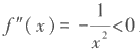 f″(x) = −1/x² < 0